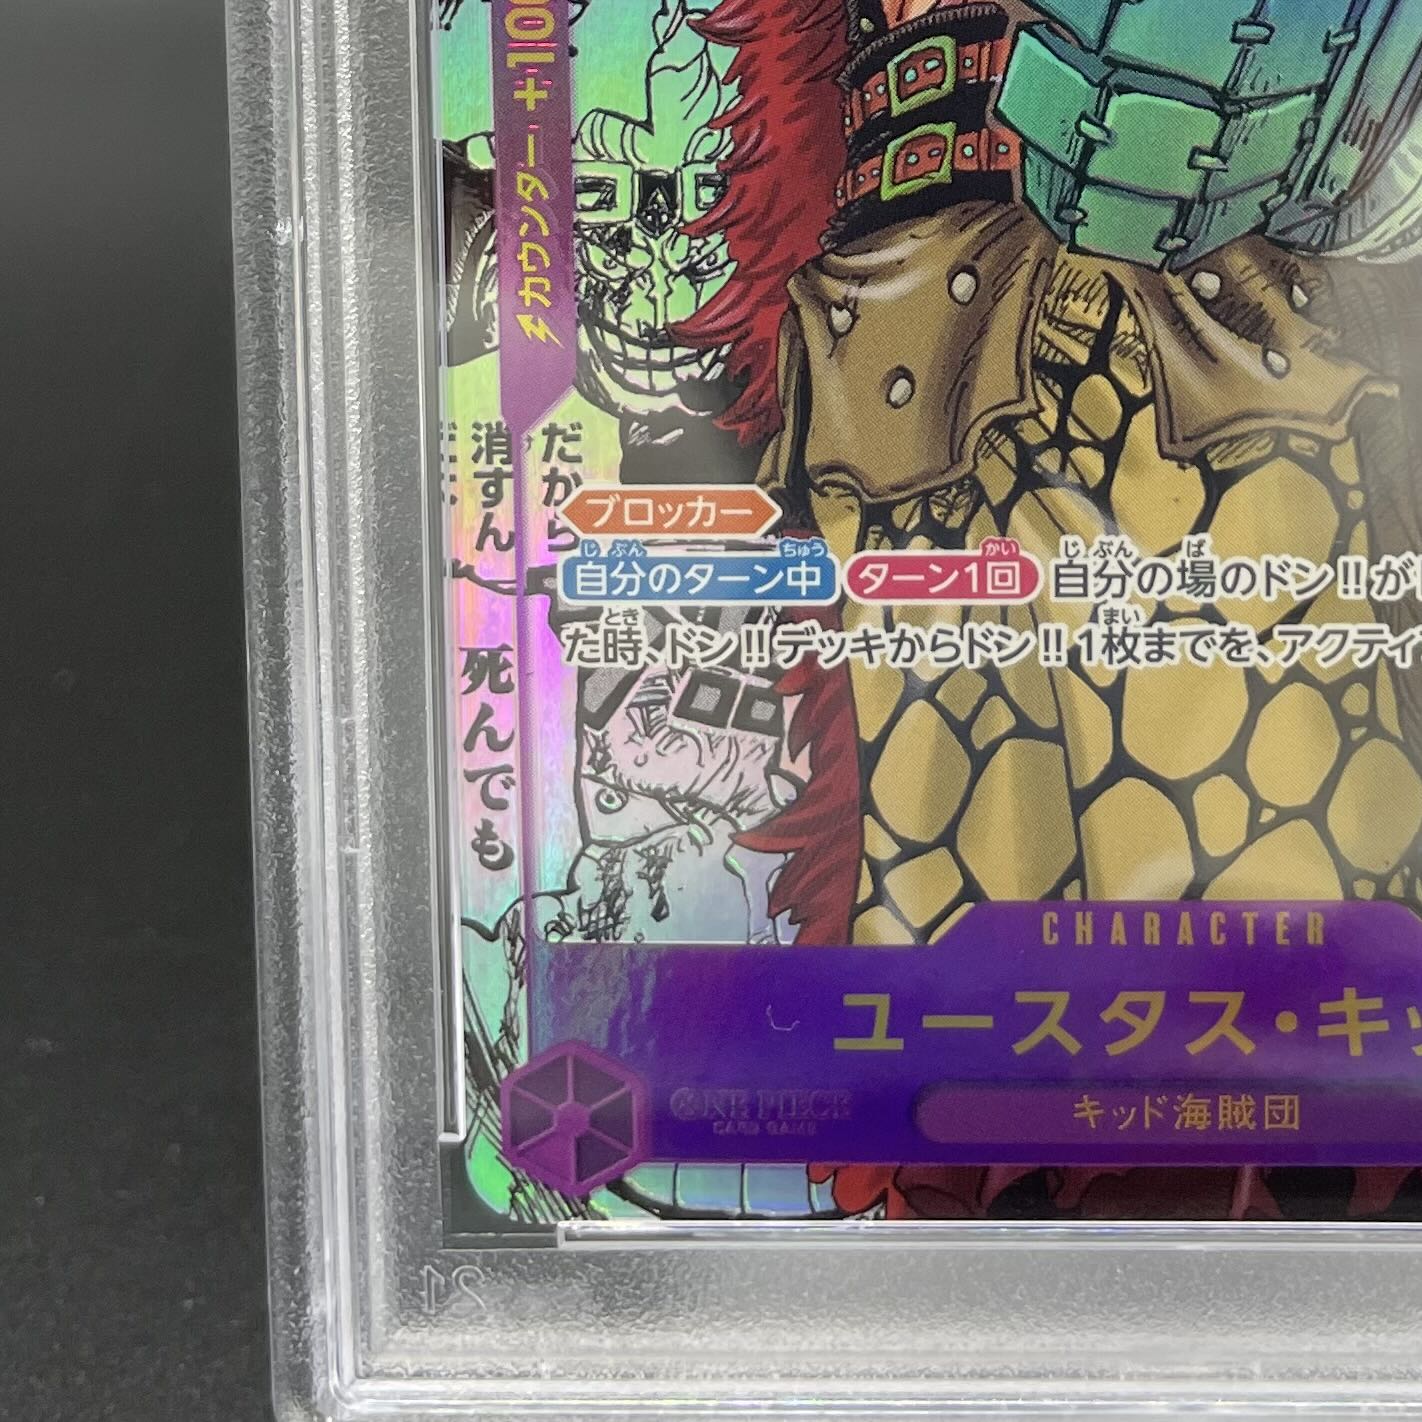 カウンター +100
だから
消すん
死んでも
ブロッカー
自分のターン中 ターン1回 自分の場のドン!!が
た時、ドン!!デッキからドン!!1枚までを、アクティ
CHARACTER
ユースタス・キッ
キッド海賊団
ONE PIECE
CARD GAME